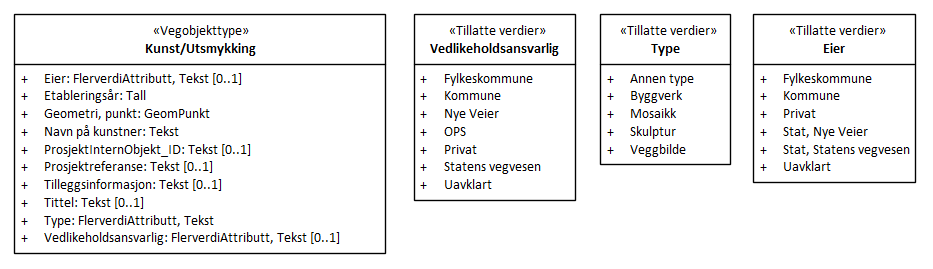 «Vegobjekttype»
Kunst/Utsmykking
+ Eier: FlerverdiAttributt, Tekst [0..1]
+ Etableringsår: Tall
+ Geometri, punkt: GeomPunkt
+ Navn på kunstner: Tekst
+ ProsjektInternObjekt_ID: Tekst [0..1]
+ Prosjektreferanse: Tekst [0..1]
+ Tilleggsinformasjon: Tekst [0..1]
+ Tittel: Tekst [0..1]
+ Type: FlerverdiAttributt, Tekst
+ Vedlikeholdsansvarlig: FlerverdiAttributt, Tekst [0..1]
«Tillatte verdier»
Vedlikeholdsansvarlig
+ Fylkeskommune
+ Kommune
+ Nye Veier
+ OPS
+ Privat
+ Statens vegvesen
+ Uavklart
«Tillatte verdier»
Type
+ Annen type
+ Byggverk
+ Mosaikk
+ Skulptur
+ Veggbilde
«Tillatte verdier»
Eier
+ Fylkeskommune
+ Kommune
+ Privat
+ Stat, Nye Veier
+ Stat, Statens vegvesen
+ Uavklart